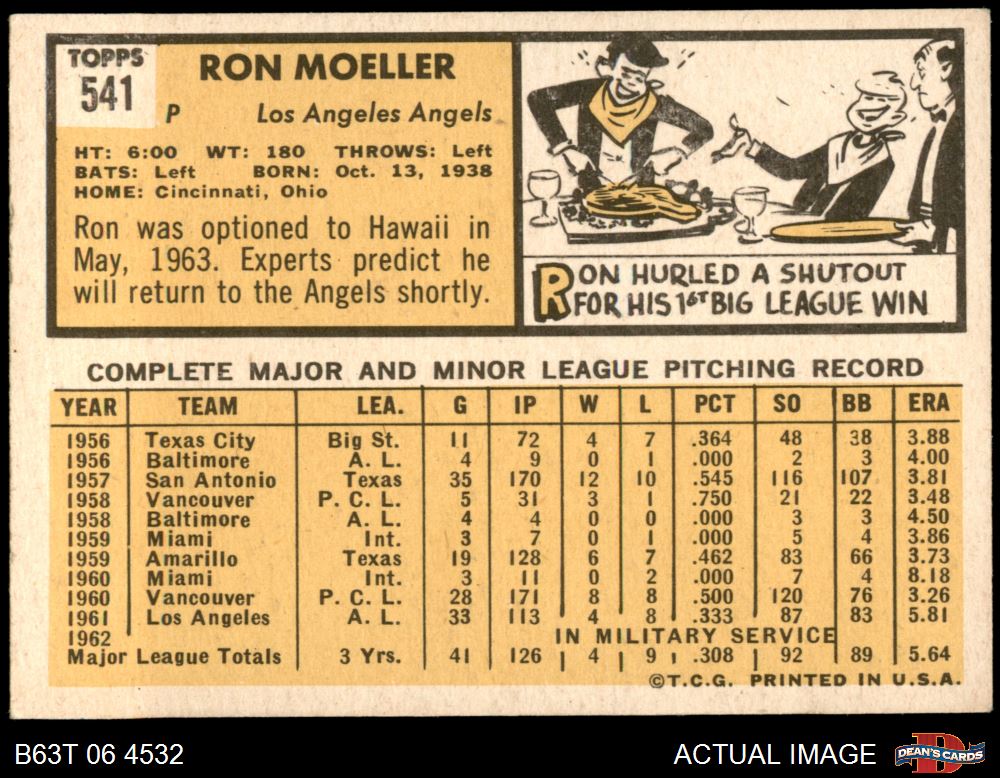 TOPPS
541
RON MOELLER
P Los Angeles Angels
HT: 6:00 WT: 180 THROWS: Left
BATS: Left BORN: Oct. 13, 1938
HOME: Cincinnati, Ohio
Ron was optioned to Hawaii in
May, 1963. Experts predict he
will return to the Angels shortly.
RON HURLED A SHUTOUT
FOR HIS 1ST BIG LEAGUE WIN
COMPLETE MAJOR AND MINOR LEAGUE PITCHING RECORD
YEAR TEAM LEA. G IP W L PCT SO BB ERA
1956 Texas City Big St. 11 72 4 7 .364 48 38 3.88
1956 Baltimore A. L. 4 9 0 1 .000 2 3 4.00
1957 San Antonio Texas 35 170 12 10 .545 116 107 3.81
1958 Vancouver P. C. L. 5 31 3 1 .750 21 22 3.48
1958 Baltimore A. L. 4 4 0 0 .000 3 3 4.50
1959 Miami Int. 3 7 0 1 .000 5 4 3.86
1959 Amarillo Texas 19 128 6 7 .462 83 66 3.73
1960 Miami Int. 3 11 0 2 .000 7 4 8.18
1960 Vancouver P. C. L. 28 171 8 8 .500 120 76 3.26
1961 Los Angeles A. L. 33 113 4 8 .333 87 83 5.81
1962 IN MILITARY SERVICE
Major League Totals 3 Yrs. 41 126 4 9 .308 92 89 5.64
©T.C.G. PRINTED IN U.S.A.
B63T 06 4532 ACTUAL IMAGE
DEAN'S CARDS